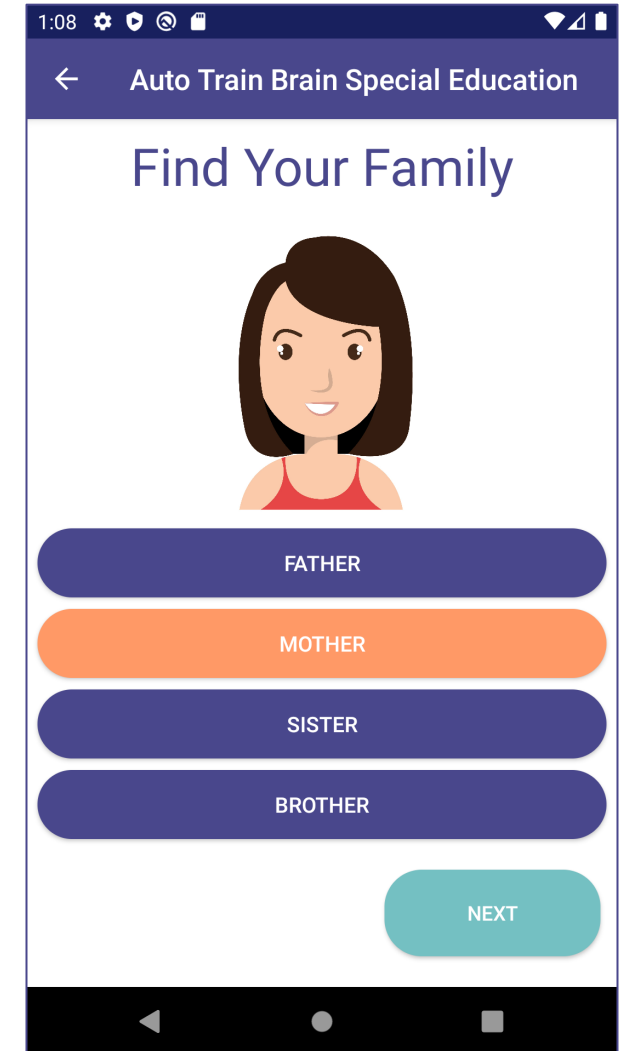 1:08
Auto Train Brain Special Education
Find Your Family
FATHER
MOTHER
SISTER
BROTHER
NEXT